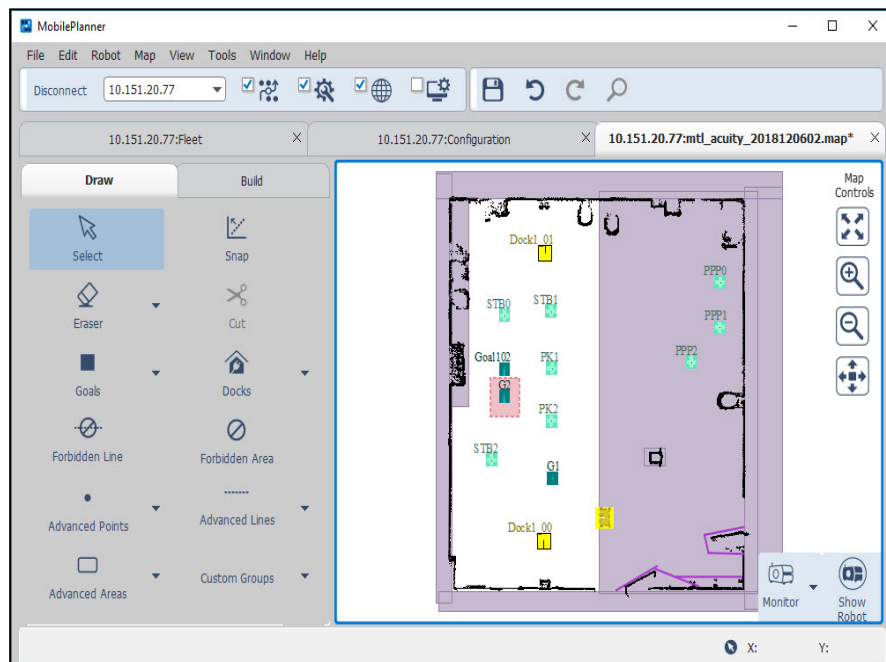 MobilePlanner
File Edit Robot Map View Tools Window Help
Disconnect 10.151.20.77
10.151.20.77:Fleet X 10.151.20.77:Configuration X 10.151.20.77:mtl_acuity_2018120602.map* X
Draw Build
Select Snap
Eraser Cut
Goals Docks
Forbidden Line Forbidden Area
Advanced Points Advanced Lines
Advanced Areas Custom Groups
Map
Controls
Dock1_01
PPP0
STB0 STB1
PPP1
Goal102 PK1 PPP2
G2
PK2
STB2
G1
Dock1_00
Monitor Show
Robot
X: Y: